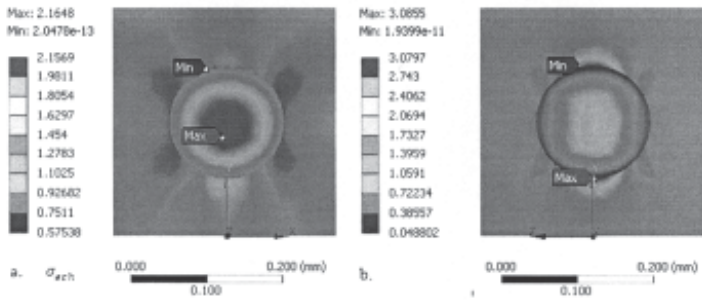 Max: 2.1648
Min: 2.0478e-13
2.1569
1.9811
1.8054
1.6297
1.454
1.2783
1.1025
0.92682
0.7511
0.57538
Min
Max
a. σech
0.000
0.200 (mm)
0.100
Max: 3.0855
Min: 1.9399e-11
3.0797
2.743
2.4062
2.0694
1.7327
1.3959
1.0591
0.72234
0.38557
0.048802
Min
Max
b.
0.000
0.200 (mm)
0.100